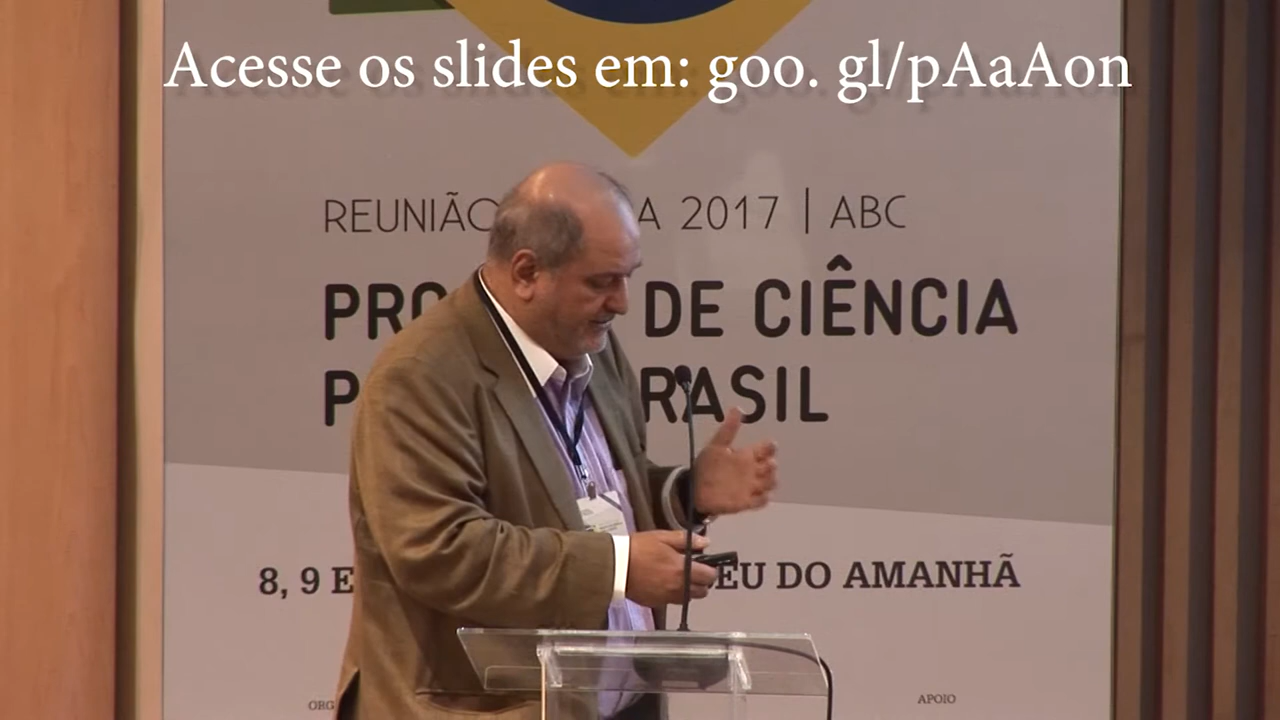 Acesse os slides em: goo. gl/pAaAon
REUNIÃO A 2017 | ABC
PRO DE CIÊNCIA
P RASIL
8, 9 E EU DO AMANHÃ
ORG APOIO